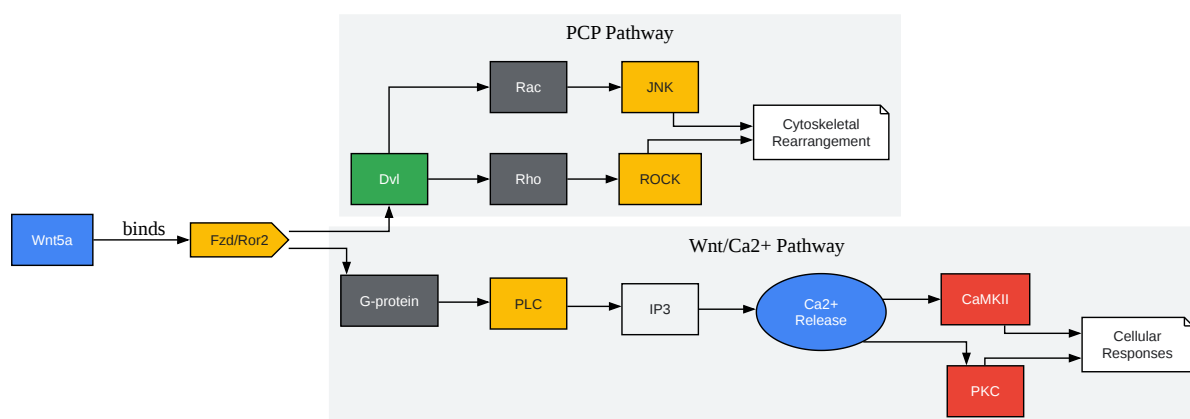 PCP Pathway
Rac
JNK
Cytoskeletal
Rearrangement
Dvl
Rho
ROCK
Wnt5a
binds
Fzd/Ror2
Wnt/Ca2+ Pathway
G-protein
PLC
IP3
Ca2+
Release
CaMKII
Cellular
Responses
PKC